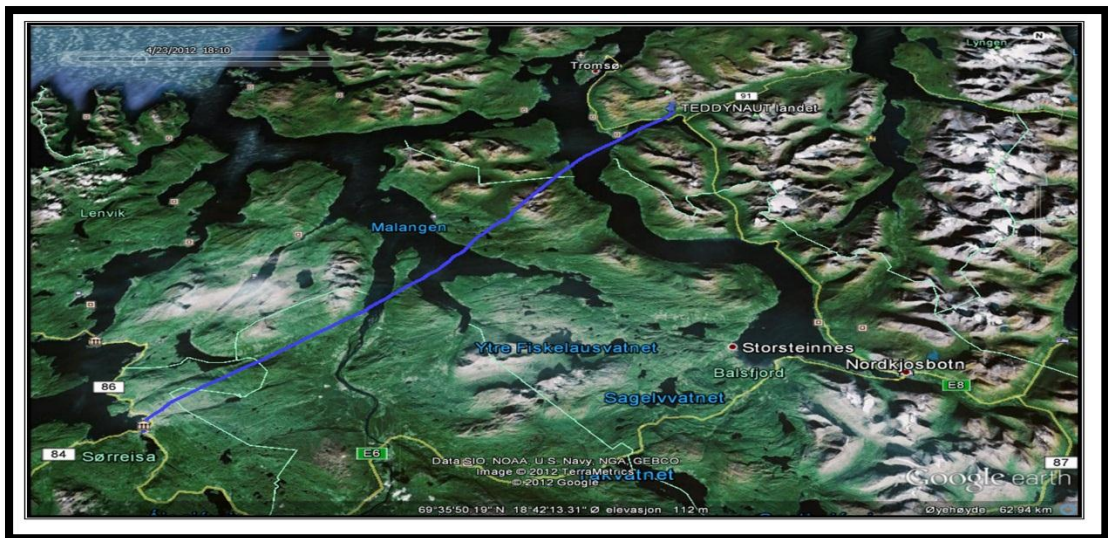 4/23/2012 18-10
Lyngen
N
Tromsø
91
TEDDYNAUT landet
Lenvik
Malangen
Ytre Fiskelausvatnet
Storsteinnes
Balsfjord
Nordkjosbotn
86
E8
Sagelvvatnet
84
Sørreisa
E6
87
Data SIO, NOAA, U.S. Navy, NGA, GEBCO
Image © 2012 TerraMetrics
© 2012 Google
Takvatnet
Google earth
69°35'50.19" N 18°42'13.31" Ø elevasjon 112 m
Øyehøyde 62.94 km